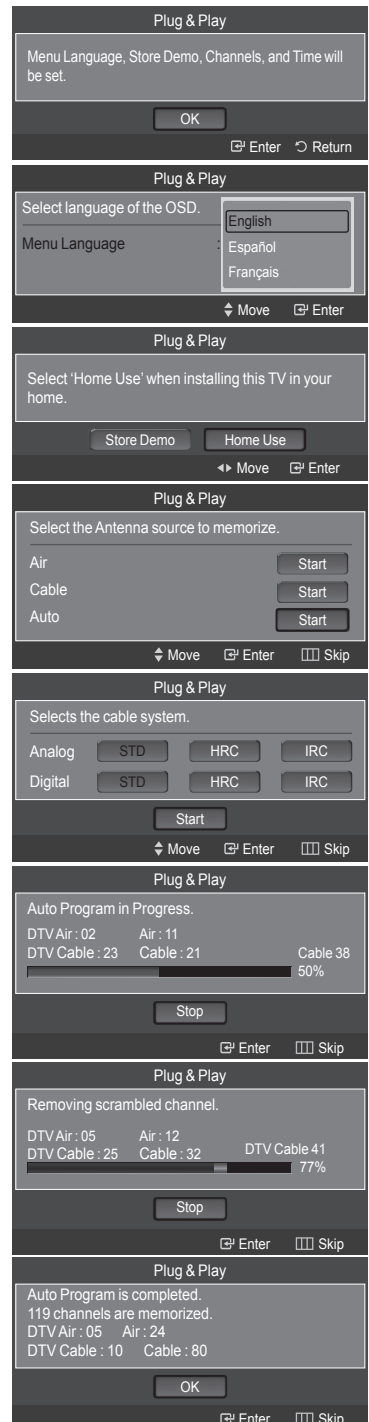 Plug & Play
Menu Language, Store Demo, Channels, and Time will
be set.
OK
Enter Return
Plug & Play
Select language of the OSD.
Menu Language :
English
Español
Français
Move Enter
Plug & Play
Select ‘Home Use’ when installing this TV in your
home.
Store Demo Home Use
Move Enter
Plug & Play
Select the Antenna source to memorize.
Air Start
Cable Start
Auto Start
Move Enter Skip
Plug & Play
Selects the cable system.
Analog STD HRC IRC
Digital STD HRC IRC
Start
Move Enter Skip
Plug & Play
Auto Program in Progress.
DTV Air : 02 Air : 11
DTV Cable : 23 Cable : 21 Cable 38
50%
Stop
Enter Skip
Plug & Play
Removing scrambled channel.
DTV Air : 05 Air : 12
DTV Cable : 25 Cable : 32 DTV Cable 41
77%
Stop
Enter Skip
Plug & Play
Auto Program is completed.
119 channels are memorized.
DTV Air : 05 Air : 24
DTV Cable : 10 Cable : 80
OK
Enter Skip